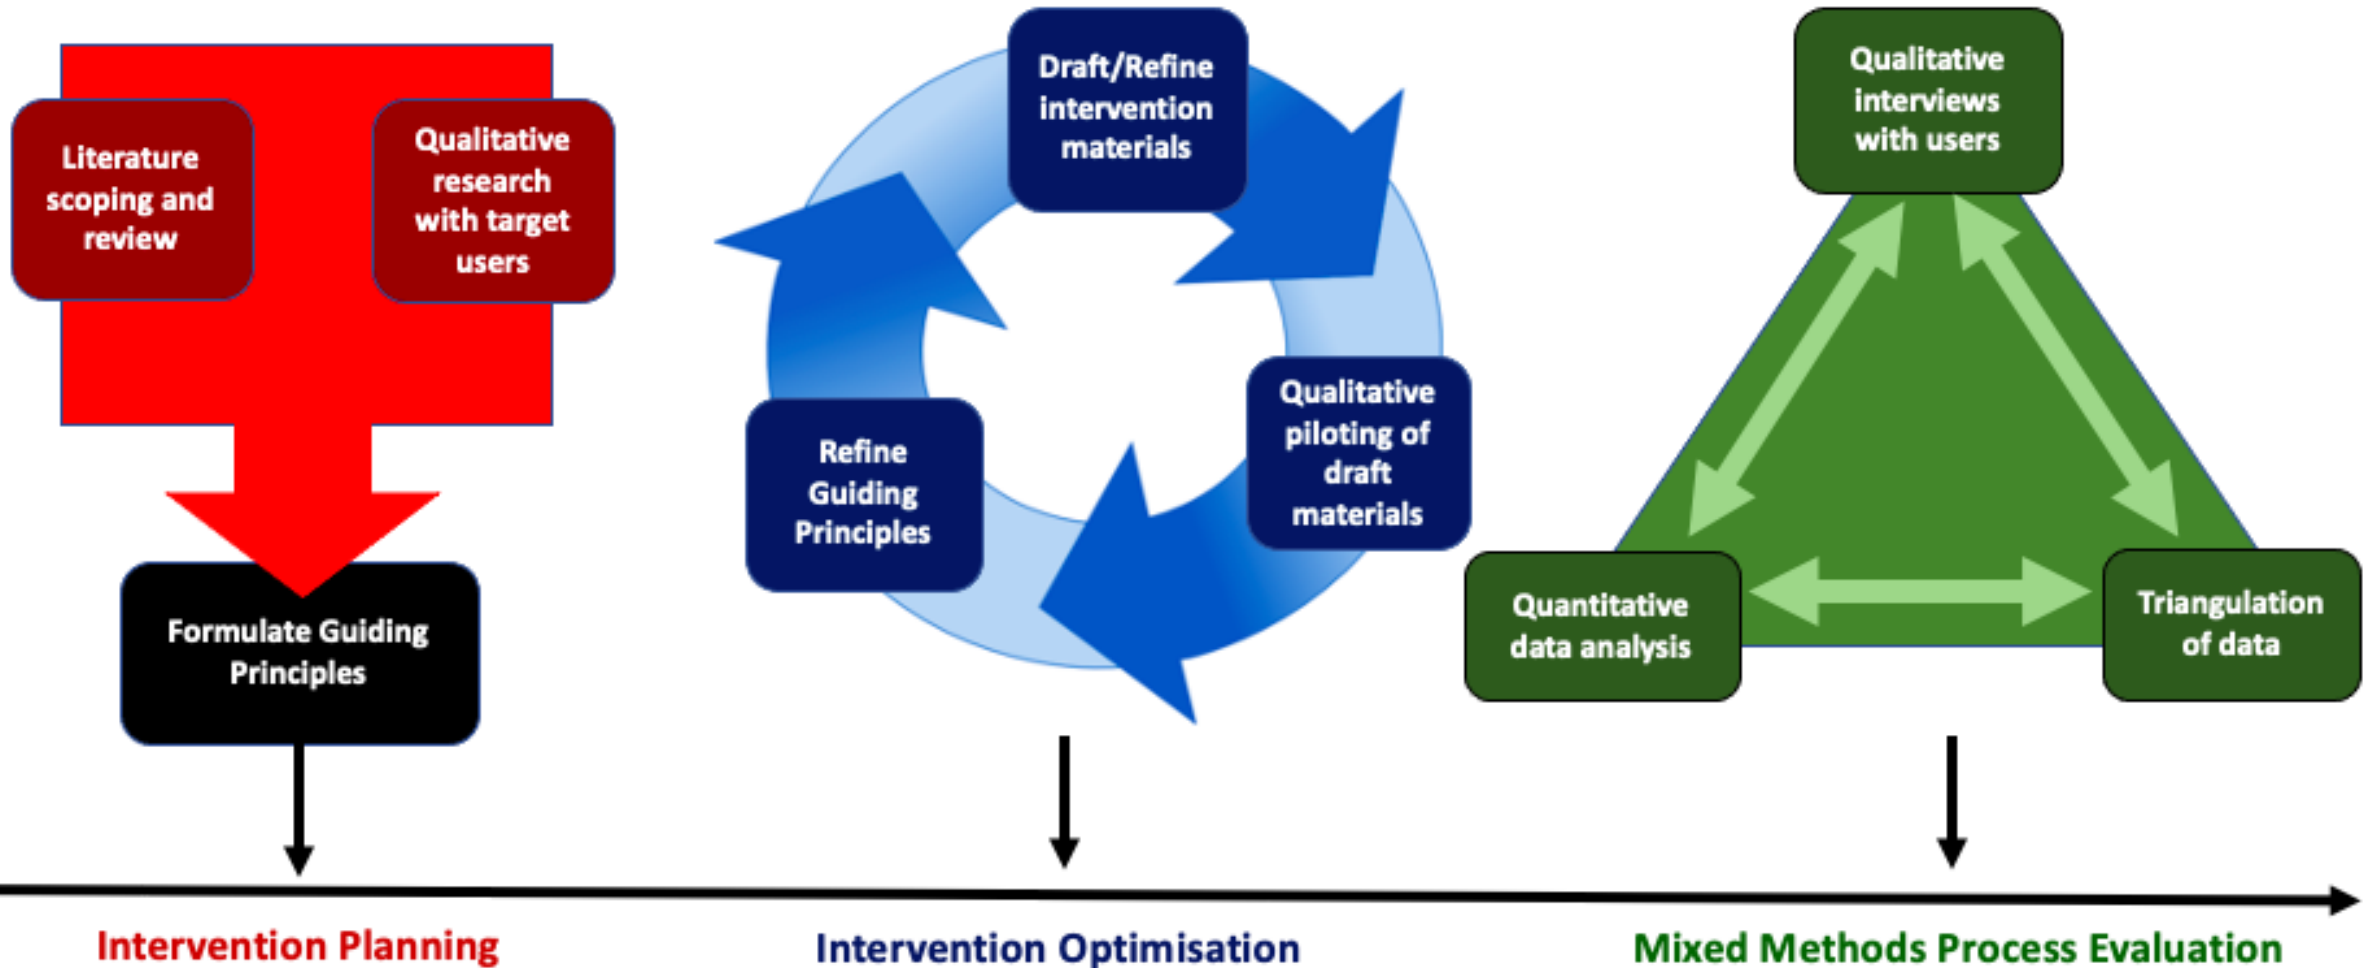 Literature
scoping and
review
Qualitative
research
with target
users
Formulate Guiding
Principles
Draft/Refine
intervention
materials
Qualitative
piloting of
draft
materials
Refine
Guiding
Principles
Qualitative
interviews
with users
Quantitative
data analysis
Triangulation
of data
Intervention Planning
Intervention Optimisation
Mixed Methods Process Evaluation